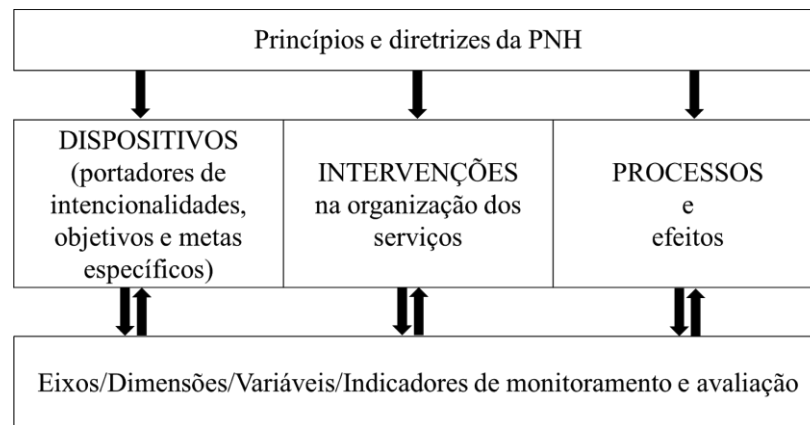 Princípios e diretrizes da PNH
DISPOSITIVOS
(portadores de
intencionalidades,
objetivos e metas
específicos)
INTERVENÇÕES
na organização dos
serviços
PROCESSOS
e
efeitos
Eixos/Dimensões/Variáveis/Indicadores de monitoramento e avaliação